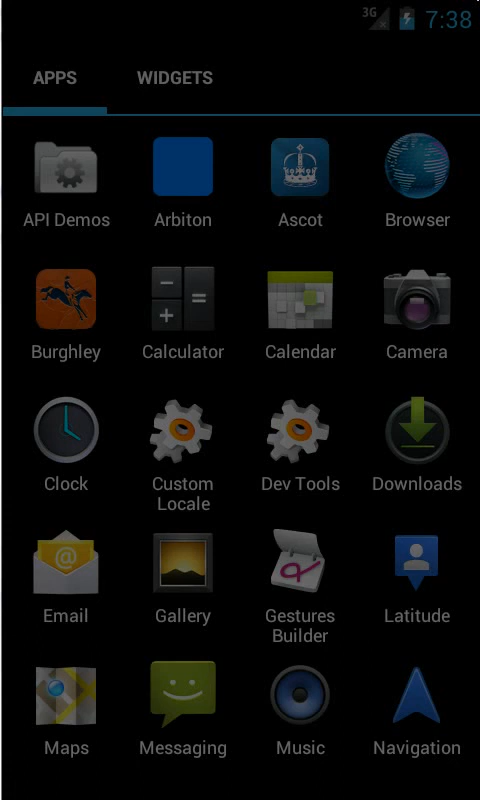 3G 7:38
APPS WIDGETS
API Demos Arbiton Ascot Browser
Burghley Calculator Calendar Camera
Clock Custom Locale Dev Tools Downloads
Email Gallery Gestures Builder Latitude
Maps Messaging Music Navigation